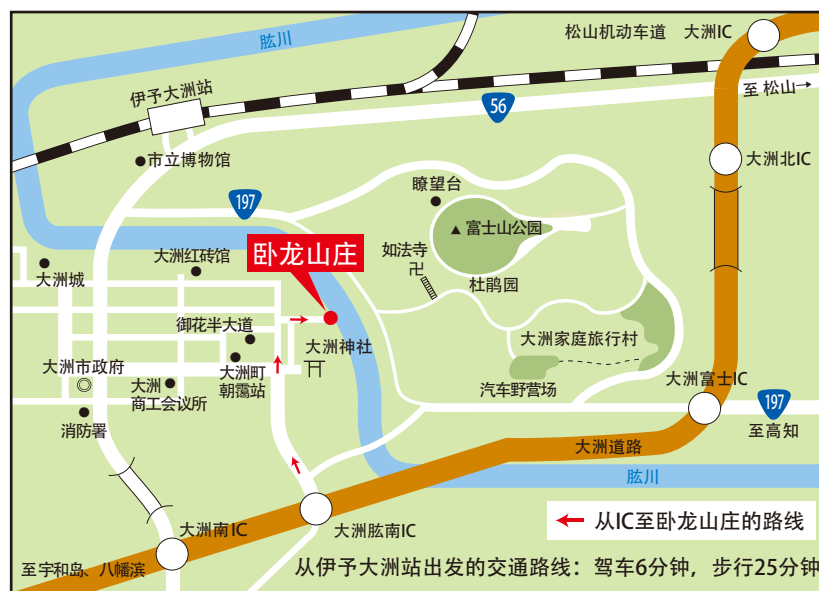 松山机动车道 大洲IC
肱川
伊予大洲站
至 松山→
56
市立博物馆
大洲北IC
瞭望台
197
▲ 富士山公园
如法寺
卍
大洲红砖馆
卧龙山庄
大洲城
杜鹃园
御花半大道
大洲家庭旅行村
大洲神社
大洲市政府
大洲町
朝霭站
大洲
商工会议所
汽车野营场
大洲富士IC
197
消防署
至高知
大洲道路
肱川
大洲南IC
大洲肱南IC
从IC至卧龙山庄的路线
至宇和岛、八幡滨
从伊予大洲站出发的交通路线：驾车6分钟，步行25分钟